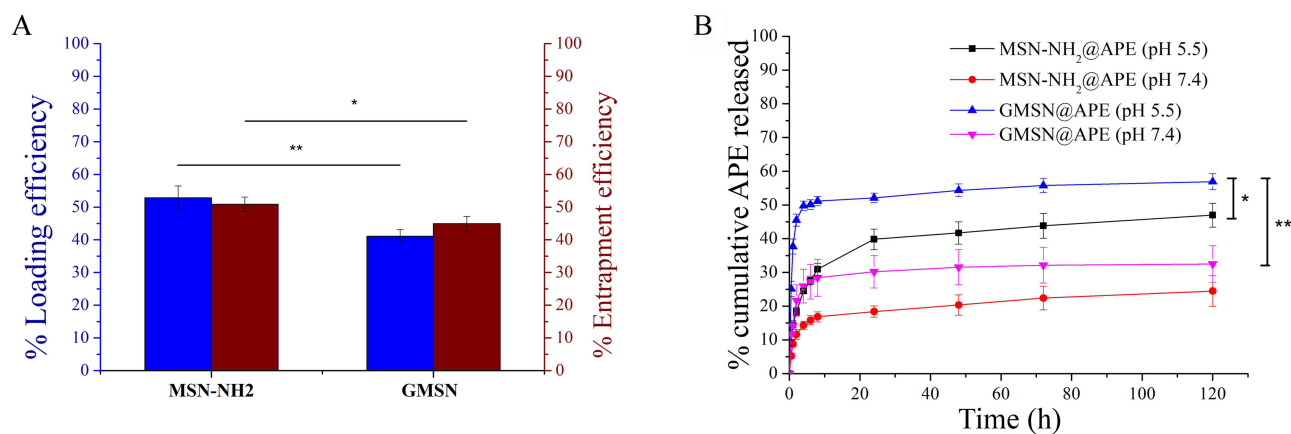 A
% Loading efficiency
100
90
80
70
60
50
40
30
20
10
0
*
**
MSN-NH2
GMSN
100
90
80
70
60
50
40
30
20
10
0
% Entrapment efficiency
B
% cumulative APE released
100
90
80
70
60
50
40
30
20
10
0
MSN-NH₂@APE (pH 5.5)
MSN-NH₂@APE (pH 7.4)
GMSN@APE (pH 5.5)
GMSN@APE (pH 7.4)
*
**
0 20 40 60 80 100 120
Time (h)